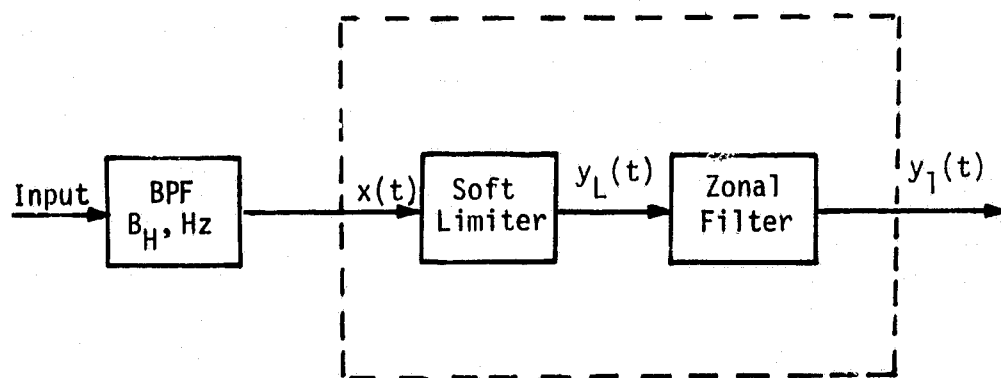 Input
BPF
B_H, Hz
x(t)
Soft
Limiter
y_L(t)
Zonal
Filter
y_1(t)